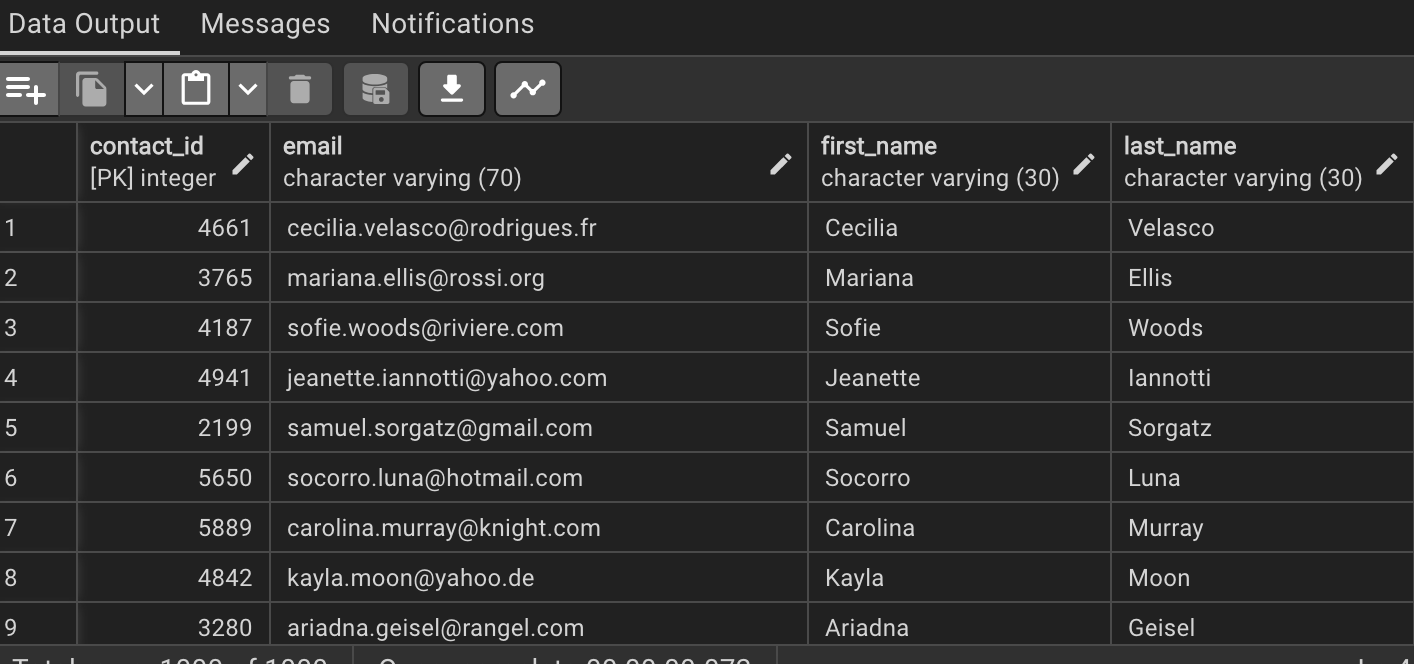 Data Output Messages Notifications
contact_id email first_name last_name
[PK] integer character varying (70) character varying (30) character varying (30)
1 4661 cecilia.velasco@rodrigues.fr Cecilia Velasco
2 3765 mariana.ellis@rossi.org Mariana Ellis
3 4187 sofie.woods@riviere.com Sofie Woods
4 4941 jeanette.iannotti@yahoo.com Jeanette Iannotti
5 2199 samuel.sorgatz@gmail.com Samuel Sorgatz
6 5650 socorro.luna@hotmail.com Socorro Luna
7 5889 carolina.murray@knight.com Carolina Murray
8 4842 kayla.moon@yahoo.de Kayla Moon
9 3280 ariadna.geisel@rangel.com Ariadna Geisel